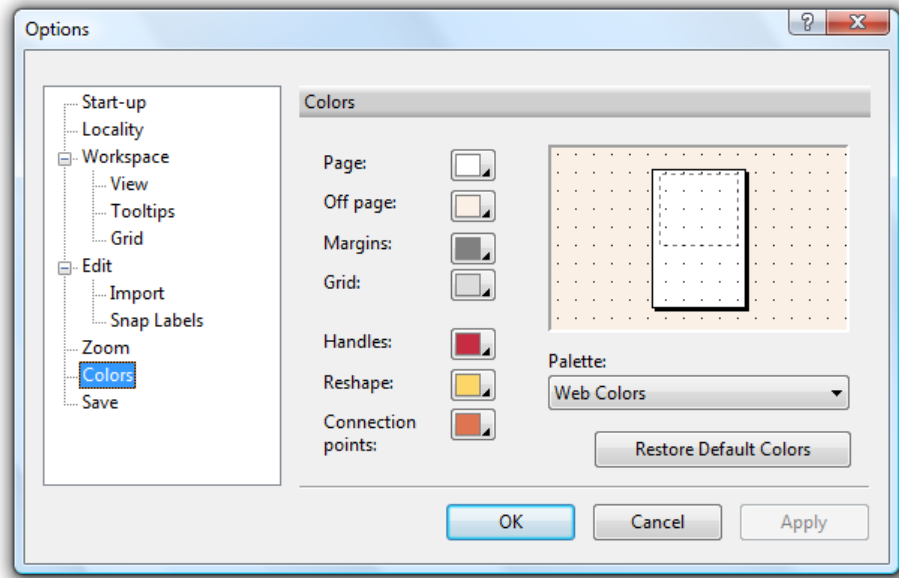 Options
Start-up
Locality
Workspace
View
Tooltips
Grid
Edit
Import
Snap Labels
Zoom
Colors
Save
Colors
Page:
Off page:
Margins:
Grid:
Handles:
Reshape:
Connection
points:
Palette:
Web Colors
Restore Default Colors
OK
Cancel
Apply